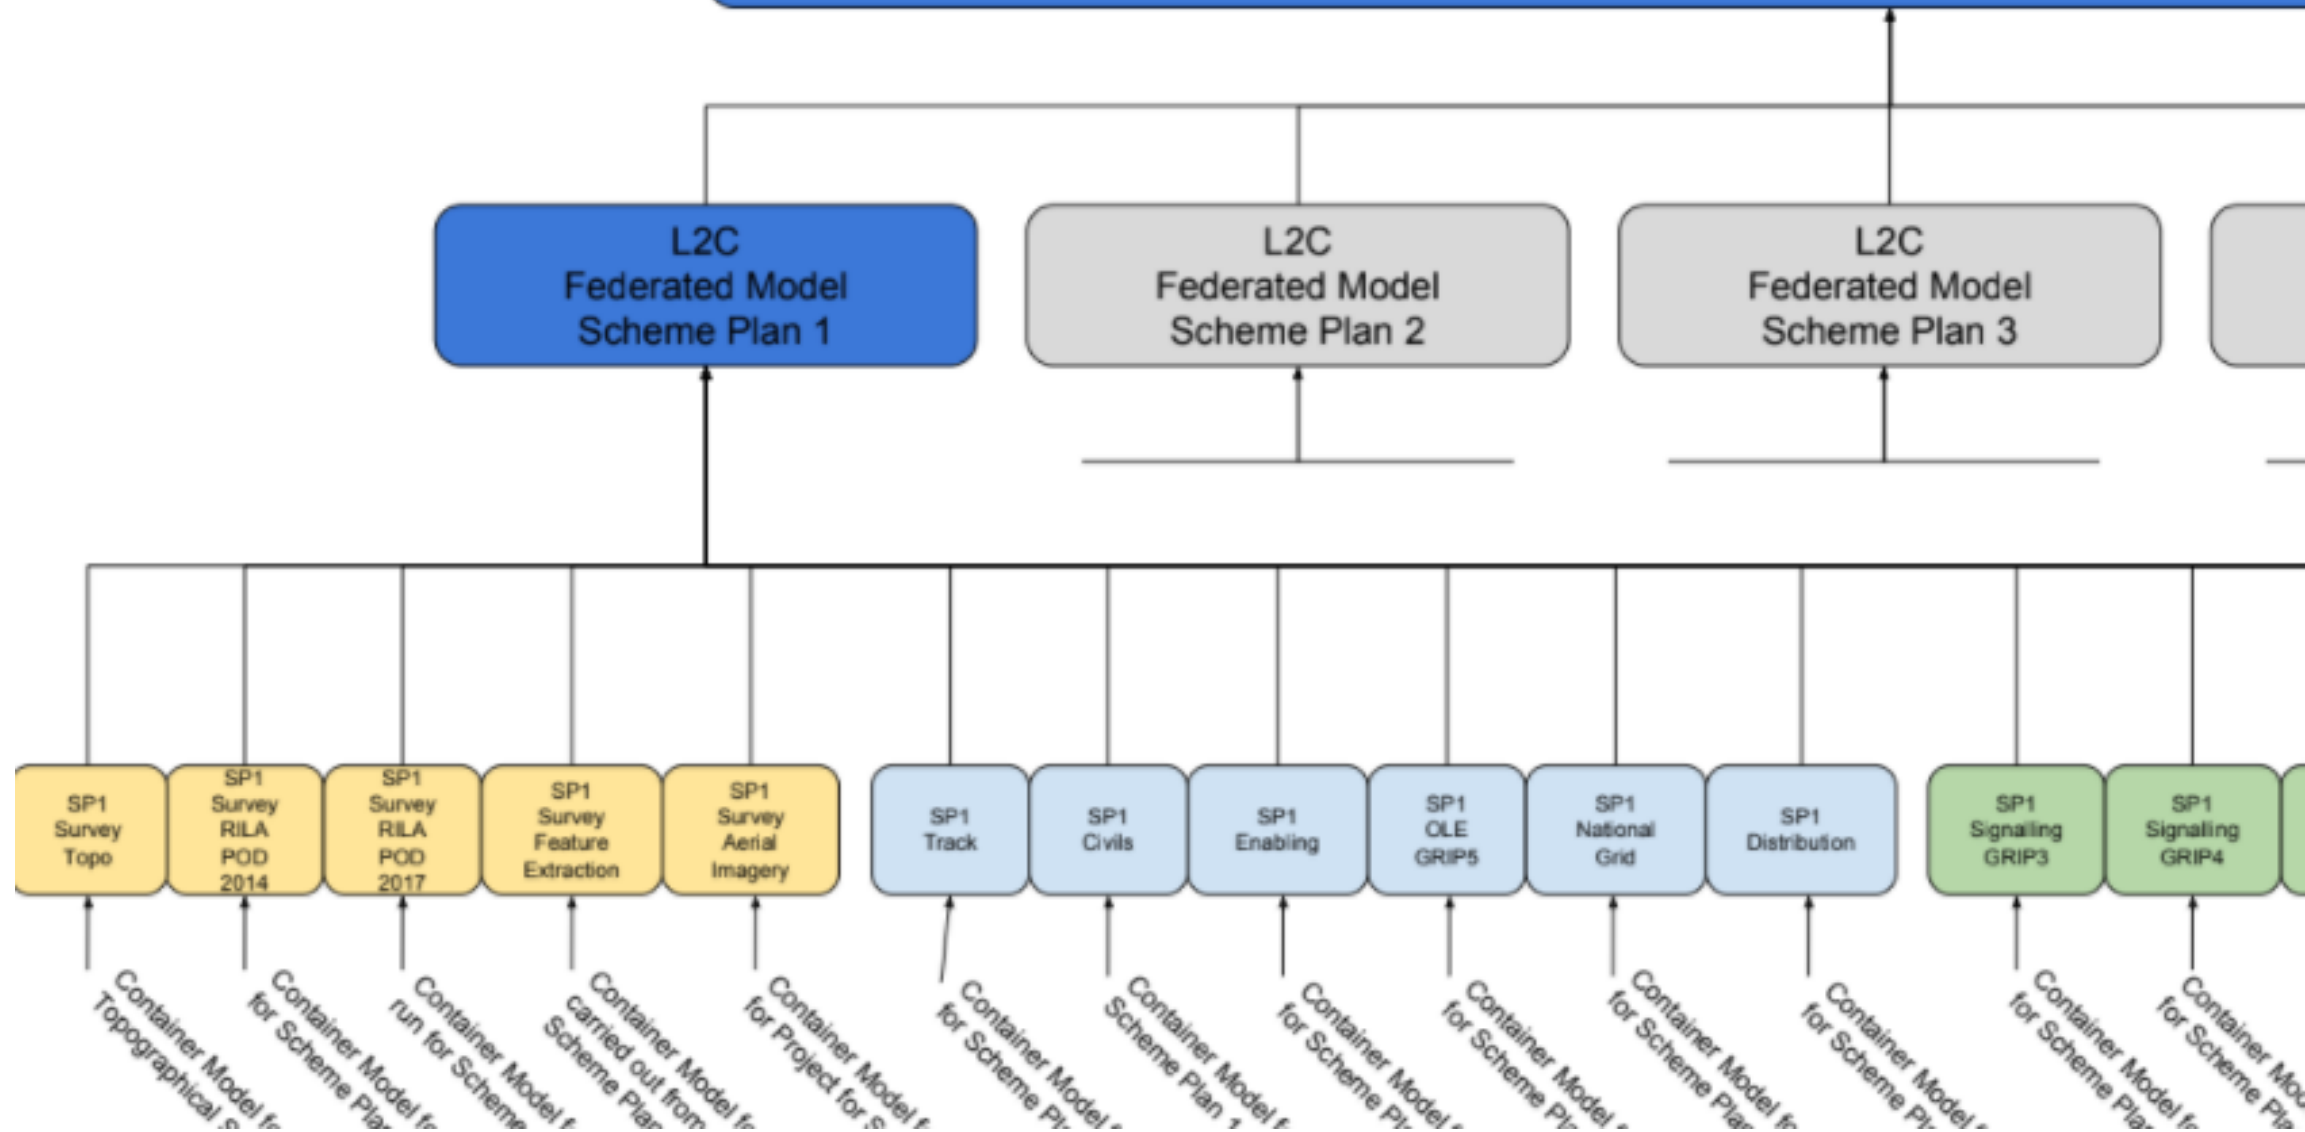 L2C
Federated Model
Scheme Plan 1
L2C
Federated Model
Scheme Plan 2
L2C
Federated Model
Scheme Plan 3
SP1
Survey
Topo
SP1
Survey
RILA
POD
2014
SP1
Survey
RILA
POD
2017
SP1
Survey
Feature
Extraction
SP1
Survey
Aerial
Imagery
SP1
Track
SP1
Civils
SP1
Enabling
SP1
OLE
GRIP5
SP1
National
Grid
SP1
Distribution
SP1
Signalling
GRIP3
SP1
Signalling
GRIP4
Container Model
Topographical
Container Model
for Scheme
Container Model
run for Scheme
Container Model
carried out from
Scheme
Container Model
for Project for
Container Model
for Scheme
Container Model
Scheme Plan 1
Container Model
for Scheme
Container Model
for Scheme
Container Model
for Scheme
Container Model
for Scheme
Container Model
for Scheme
Container
for Scheme